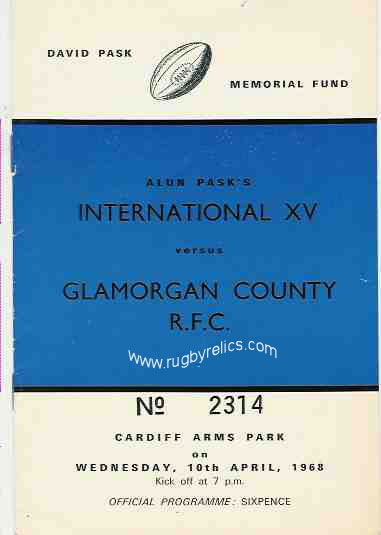 DAVID PASK
MEMORIAL FUND
ALUN PASK'S
INTERNATIONAL XV
versus
GLAMORGAN COUNTY
R.F.C.
www.rugbyrelics.com
Nº 2314
CARDIFF ARMS PARK
on
WEDNESDAY, 10th APRIL, 1968
Kick off at 7 p.m.
OFFICIAL PROGRAMME: SIXPENCE